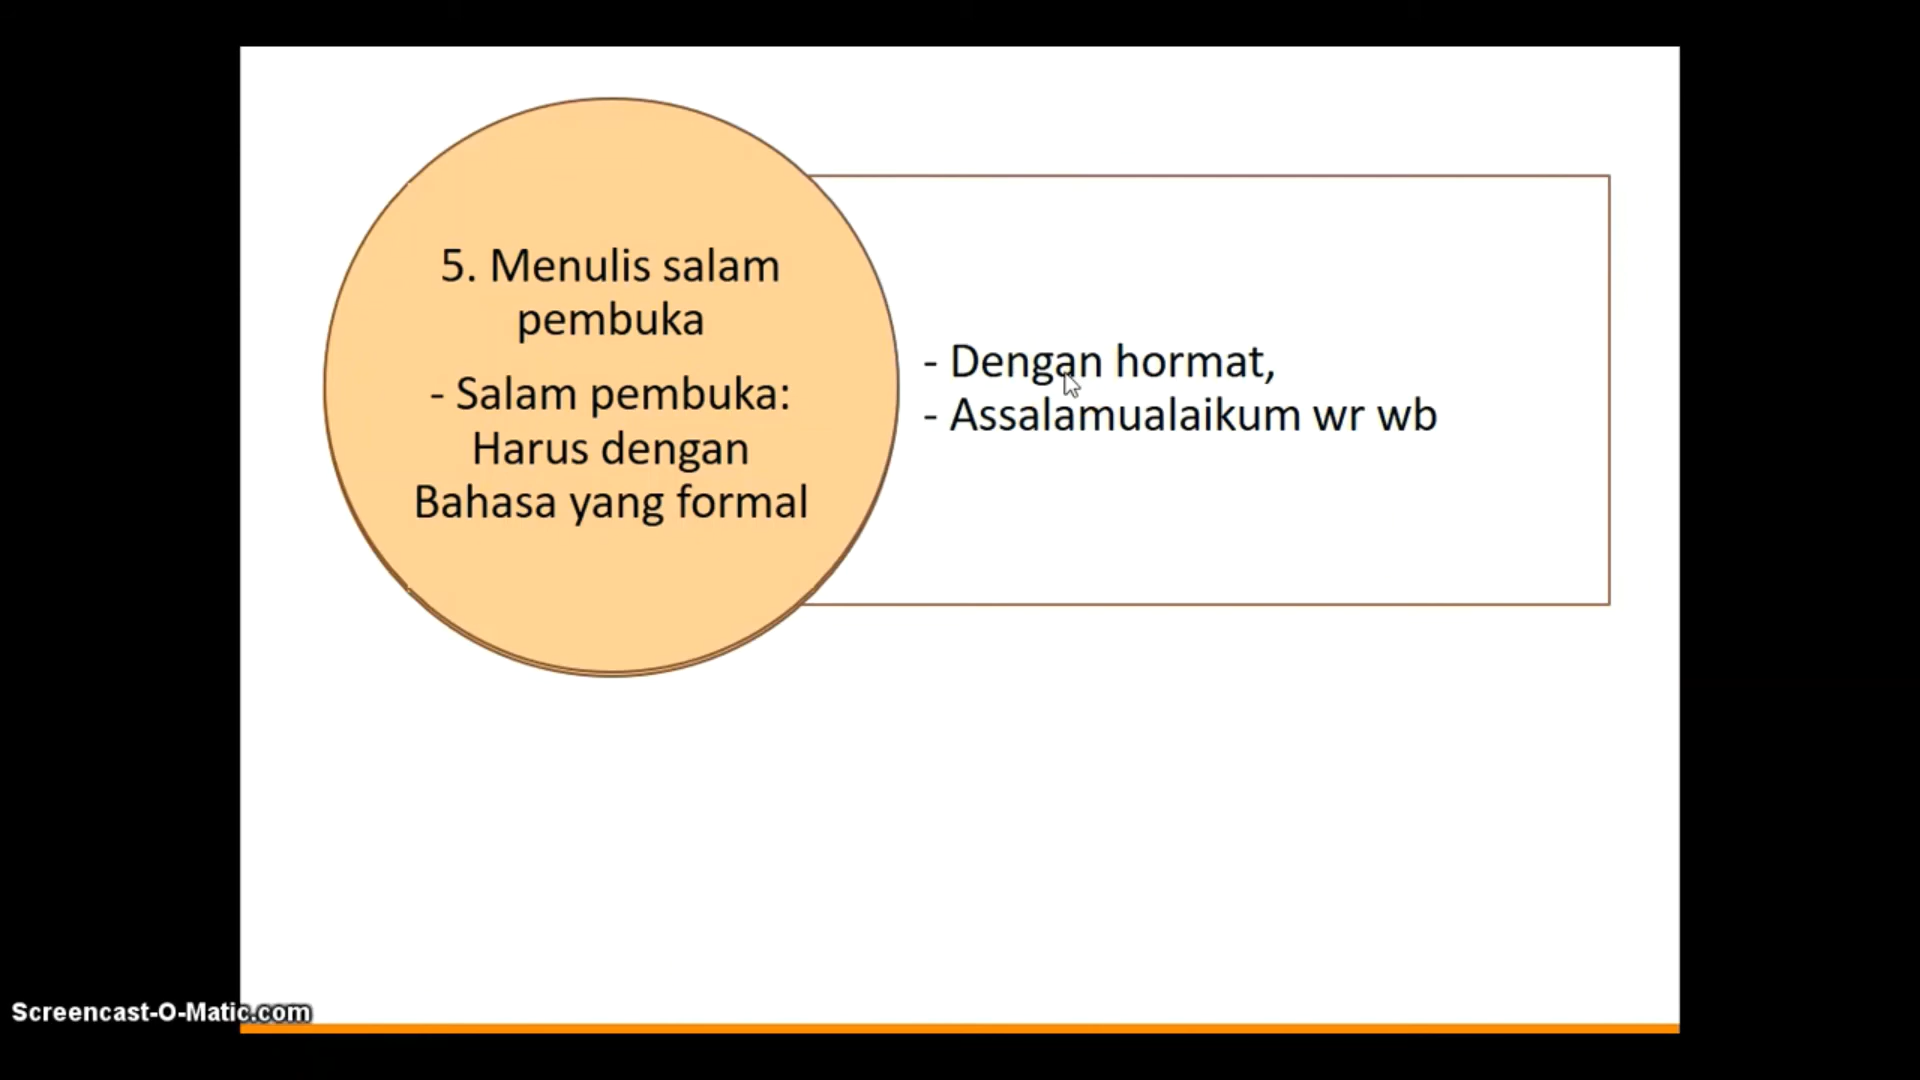 5. Menulis salam
pembuka
- Salam pembuka:
Harus dengan
Bahasa yang formal
- Dengan hormat,
- Assalamualaikum wr wb
Screencast-O-Matic.com